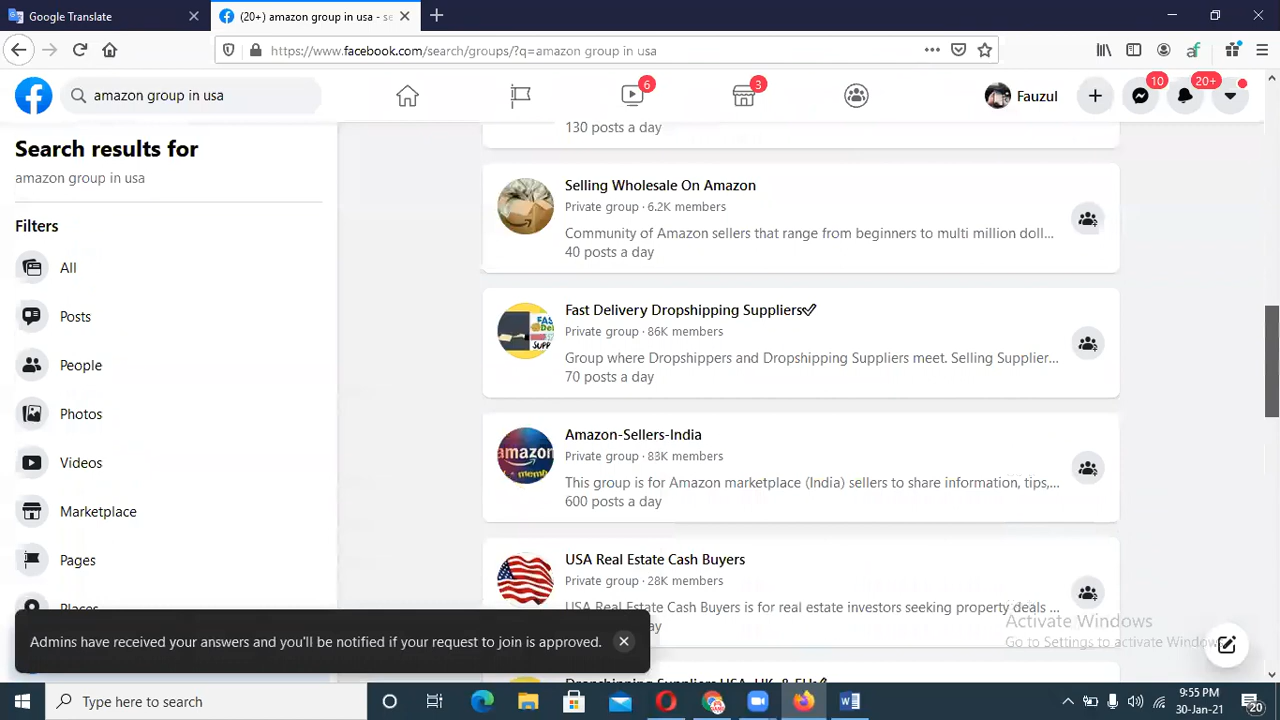 Google Translate
(20+) amazon group in usa - se
https://www.facebook.com/search/groups/?q=amazon group in usa
amazon group in usa
6
3
Fauzul
10
20+
Search results for
amazon group in usa
Filters
All
Posts
People
Photos
Videos
Marketplace
Pages
Places
130 posts a day
Selling Wholesale On Amazon
Private group · 6.2K members
Community of Amazon sellers that range from beginners to multi million doll...
40 posts a day
Fast Delivery Dropshipping Suppliers✓
Private group · 86K members
Group where Dropshippers and Dropshipping Suppliers meet. Selling Supplier...
70 posts a day
Amazon-Sellers-India
Private group · 83K members
This group is for Amazon marketplace (India) sellers to share information, tips,...
600 posts a day
amazon
USA Real Estate Cash Buyers
Private group · 28K members
USA Real Estate Cash Buyers is for real estate investors seeking property deals ...
day
Dropshipping Suppliers USA, UK, & EU✓
Admins have received your answers and you'll be notified if your request to join is approved.
Activate Windows
Go to Settings to activate Windows
Type here to search
9:55 PM
30-Jan-21
20